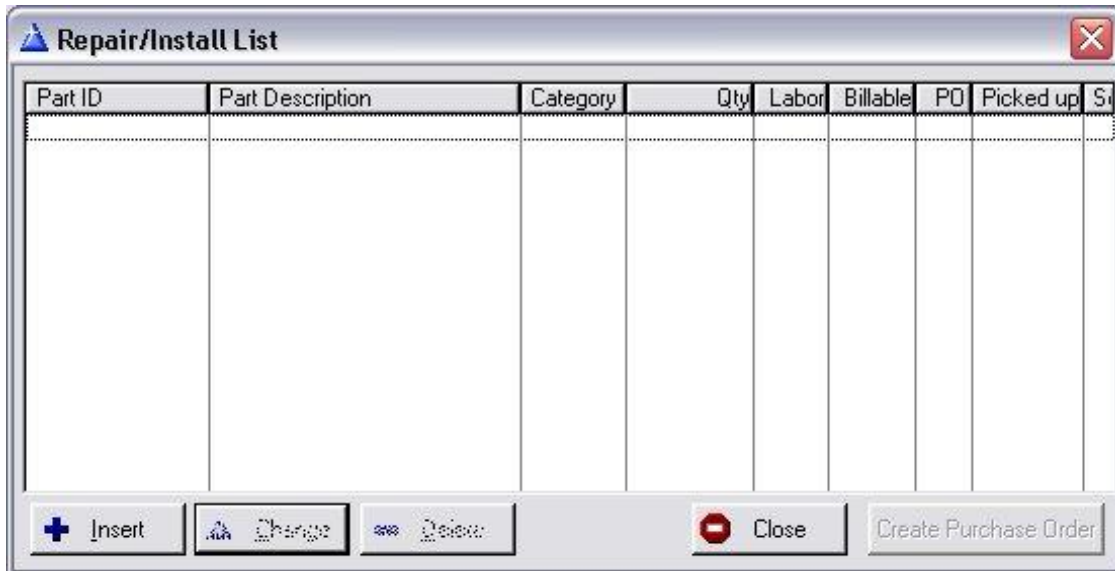 Repair/Install List
Part ID Part Description Category Qty Labor Billable PO Picked up
Insert Change Delete Close Create Purchase Order